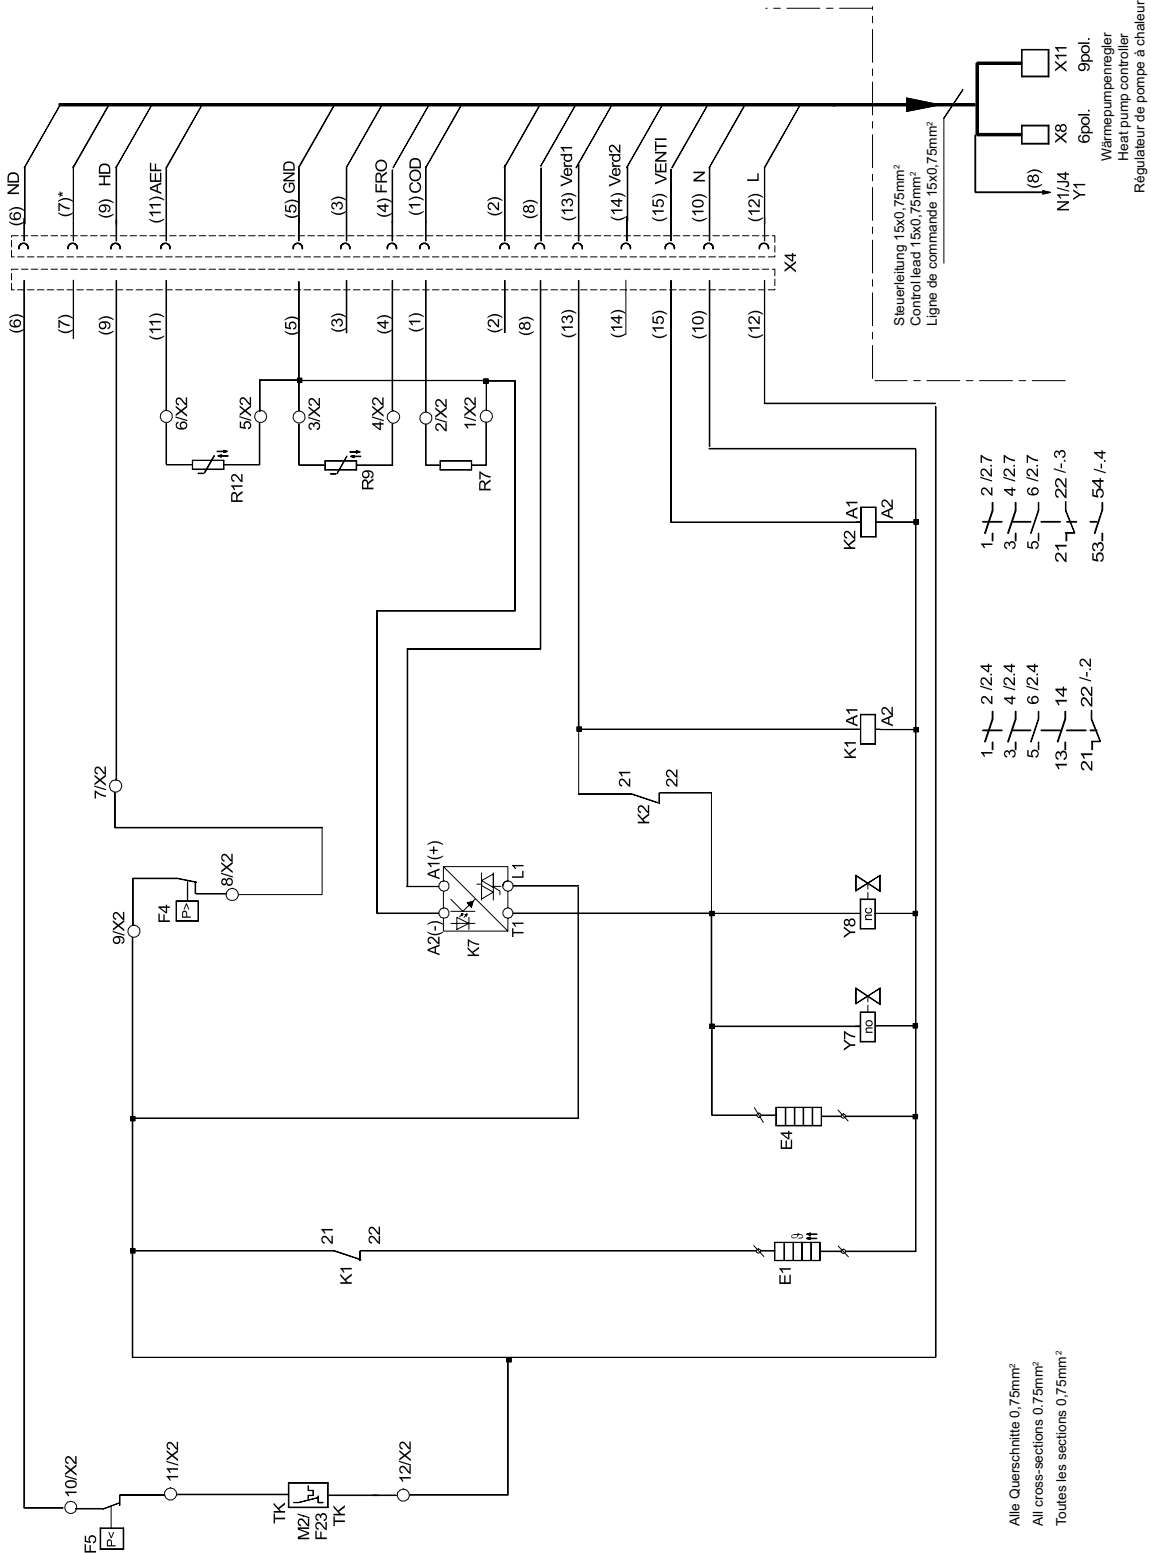 (6) ND
(7)*
(9) HD
(11) AEF
(5) GND
(3)
(4) FRO
(1) COD
(2)
(8)
(13) Verd1
(14) Verd2
(15) VENTI
(10) N
(12) L
X4
(6)
(7)
(9)
(11)
(5)
(3)
(4)
(1)
(2)
(8)
(13)
(14)
(15)
(10)
(12)
Steuerleitung 15x0,75mm²
Control lead 15x0,75mm²
Ligne de commande 15x0,75mm²
X11
9pol.
X8
6pol.
(8)
N1/J4
Y1
Wärmepumpenregler
Heat pump controller
Régulateur de pompe à chaleur
6/X2
5/X2
3/X2
4/X2
2/X2
1/X2
R12
R9
R7
K2
A1
A2
K1
A1
A2
1 2 /2.7
3 4 /2.7
5 6 /2.7
21 22 /-.3
53 54 /-.4
1 2 /2.4
3 4 /2.4
5 6 /2.4
13 14
21 22 /-.2
7/X2
8/X2
9/X2
F4
P>
A1(+)
A2(-)
K7
L1
T1
21
22
K2
Y8
nc
Y7
no
E4
21
22
K1
E1
ϑ
10/X2
F5
P<
11/X2
TK
M2/
F23
TK
12/X2
Alle Querschnitte 0,75mm²
All cross-sections 0.75mm²
Toutes les sections 0,75mm²